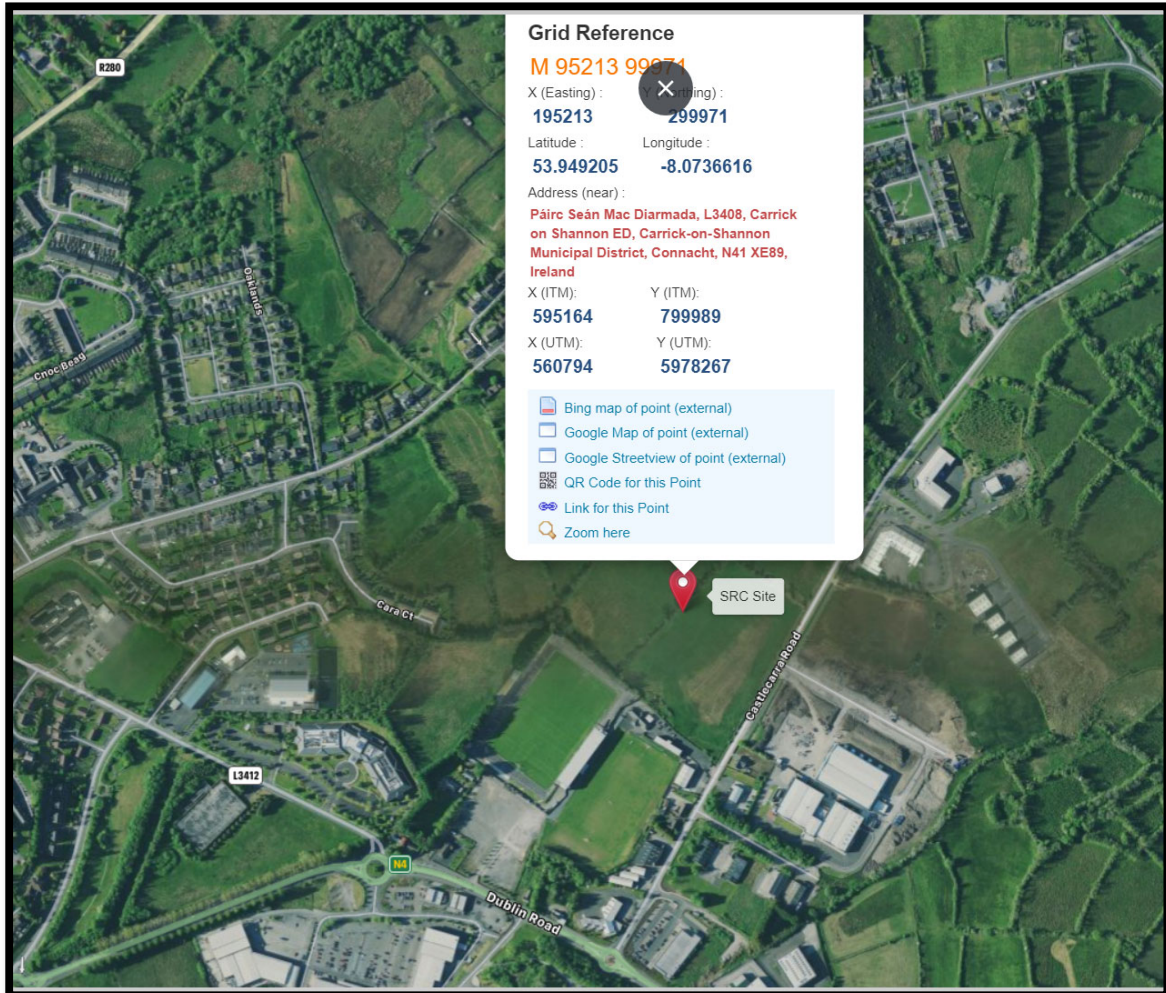 Grid Reference
M 95213 99971
X (Easting) :
Y (Northing) :
195213
299971
Latitude :
Longitude :
53.949205
-8.0736616
Address (near) :
Páirc Seán Mac Diarmada, L3408, Carrick
on Shannon ED, Carrick-on-Shannon
Municipal District, Connacht, N41 XE89,
Ireland
X (ITM):
Y (ITM):
595164
799989
X (UTM):
Y (UTM):
560794
5978267
Bing map of point (external)
Google Map of point (external)
Google Streetview of point (external)
QR Code for this Point
Link for this Point
Zoom here
R280
Oaklands
Cnoc Beag
SRC Site
Cara Ct
Castlecarra Road
L3412
N4
Dublin Road